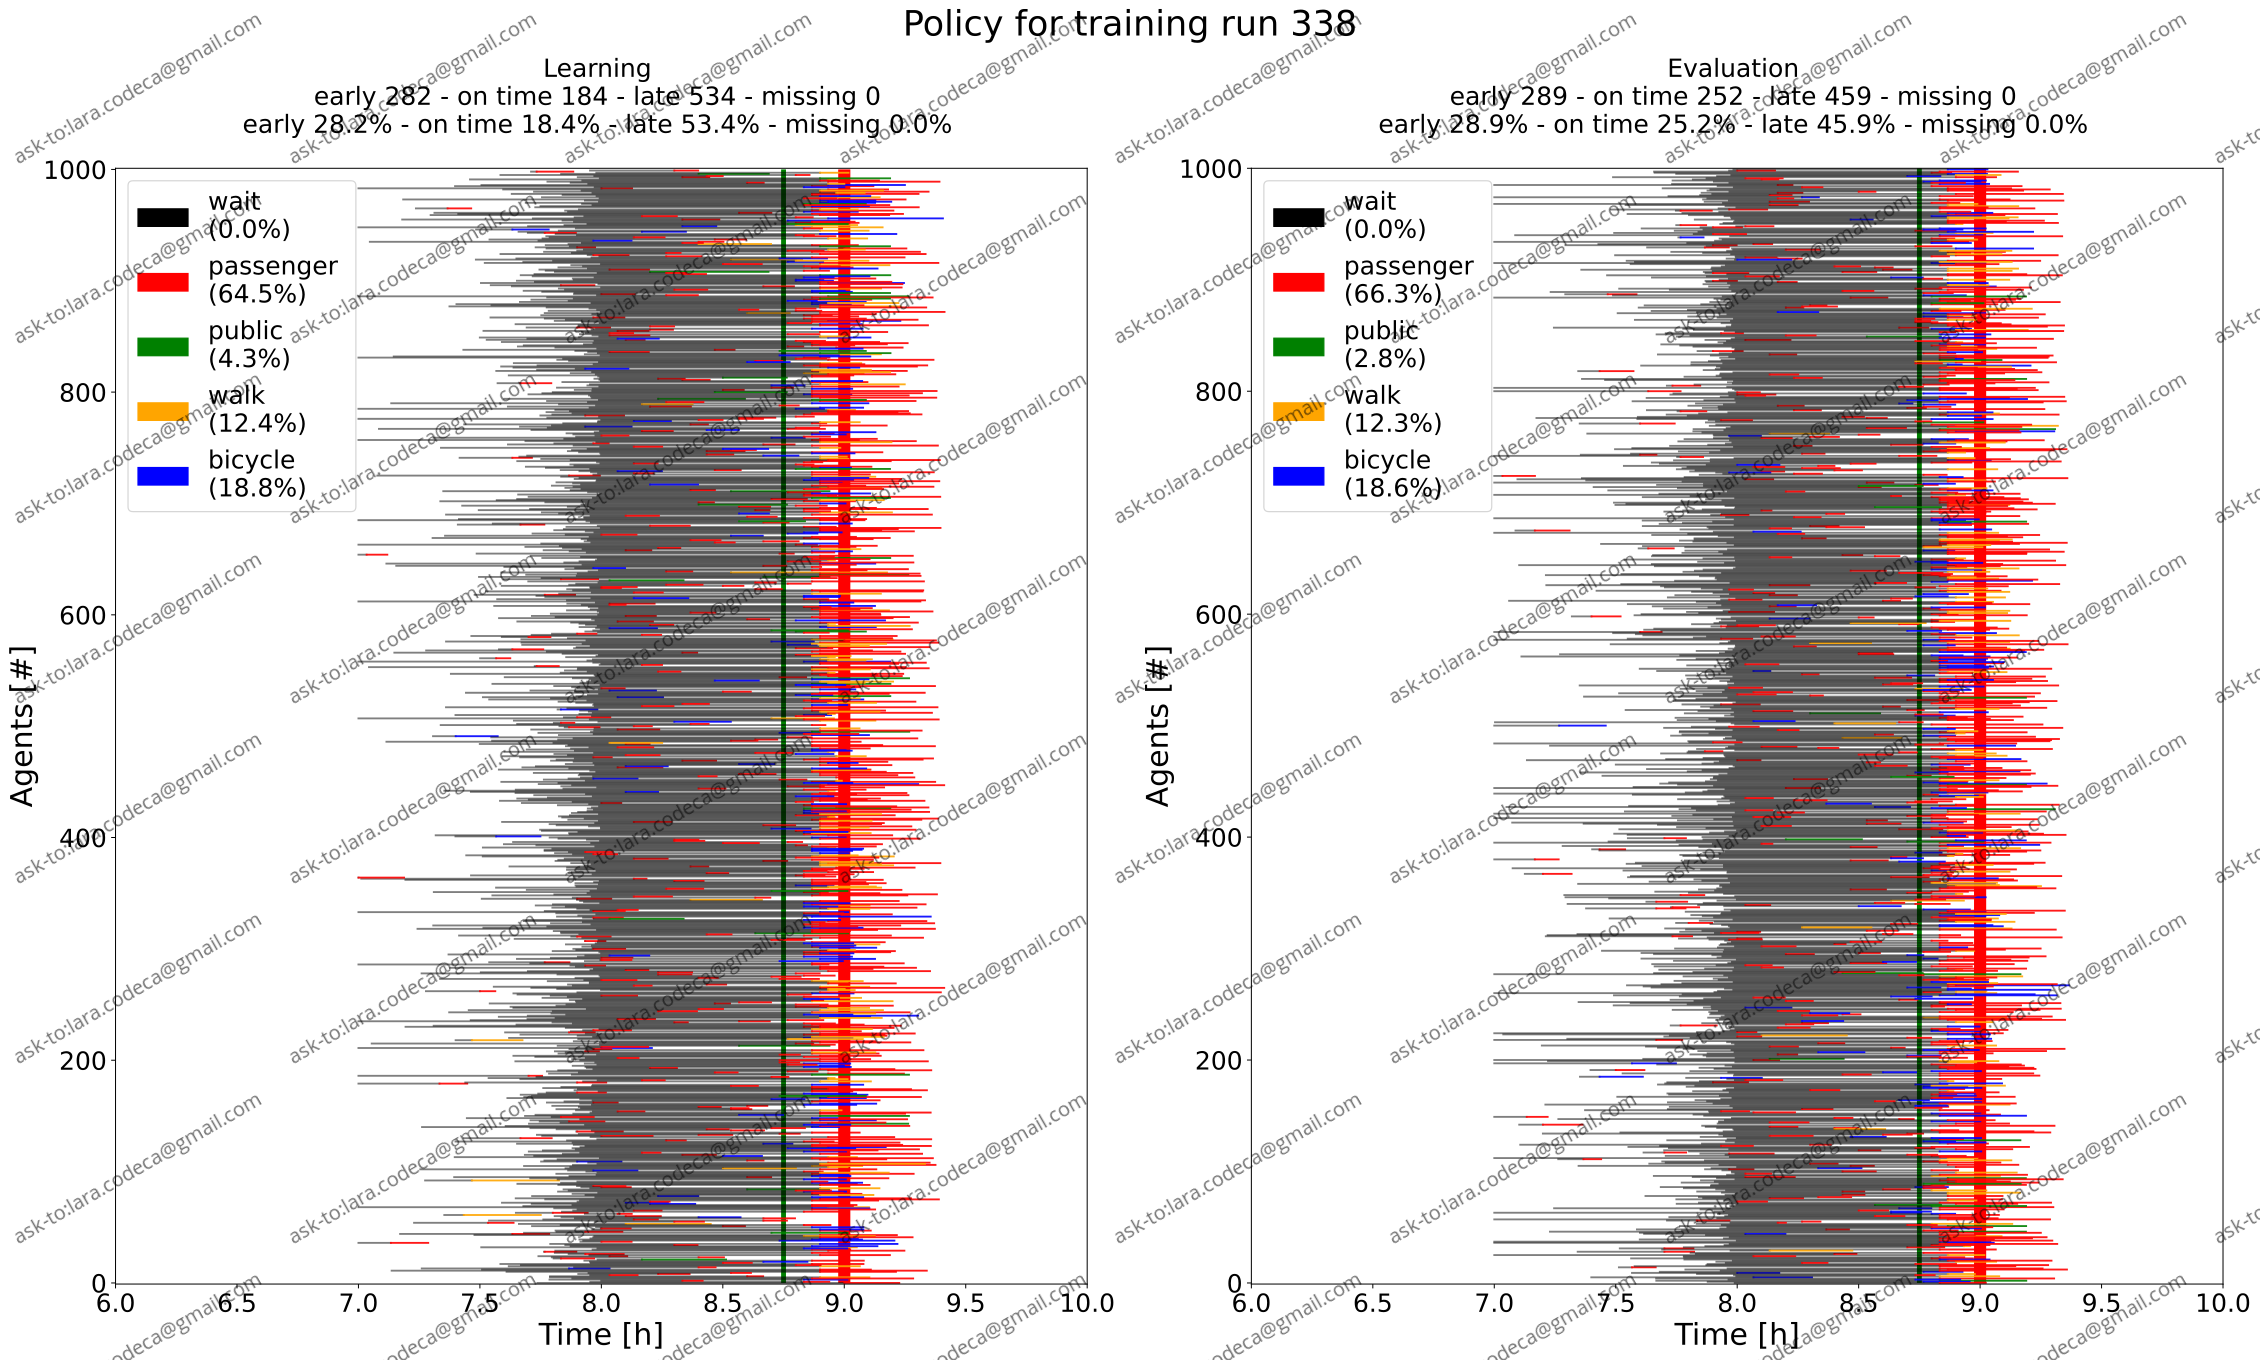 Policy for training run 338
Learning
early 282 - on time 184 - late 534 - missing 0
early 28.2% - on time 18.4% - late 53.4% - missing 0.0%
1000
800
600
400
200
0
Agents [#]
wait
(0.0%)
passenger
(64.5%)
public
(4.3%)
walk
(12.4%)
bicycle
(18.8%)
6.0 6.5 7.0 7.5 8.0 8.5 9.0 9.5 10.0
Time [h]
Evaluation
early 289 - on time 252 - late 459 - missing 0
early 28.9% - on time 25.2% - late 45.9% - missing 0.0%
1000
800
600
400
200
0
Agents [#]
wait
(0.0%)
passenger
(66.3%)
public
(2.8%)
walk
(12.3%)
bicycle
(18.6%)
6.0 6.5 7.0 7.5 8.0 8.5 9.0 9.5 10.0
Time [h]
ask-to:lara.codeca@gmail.com